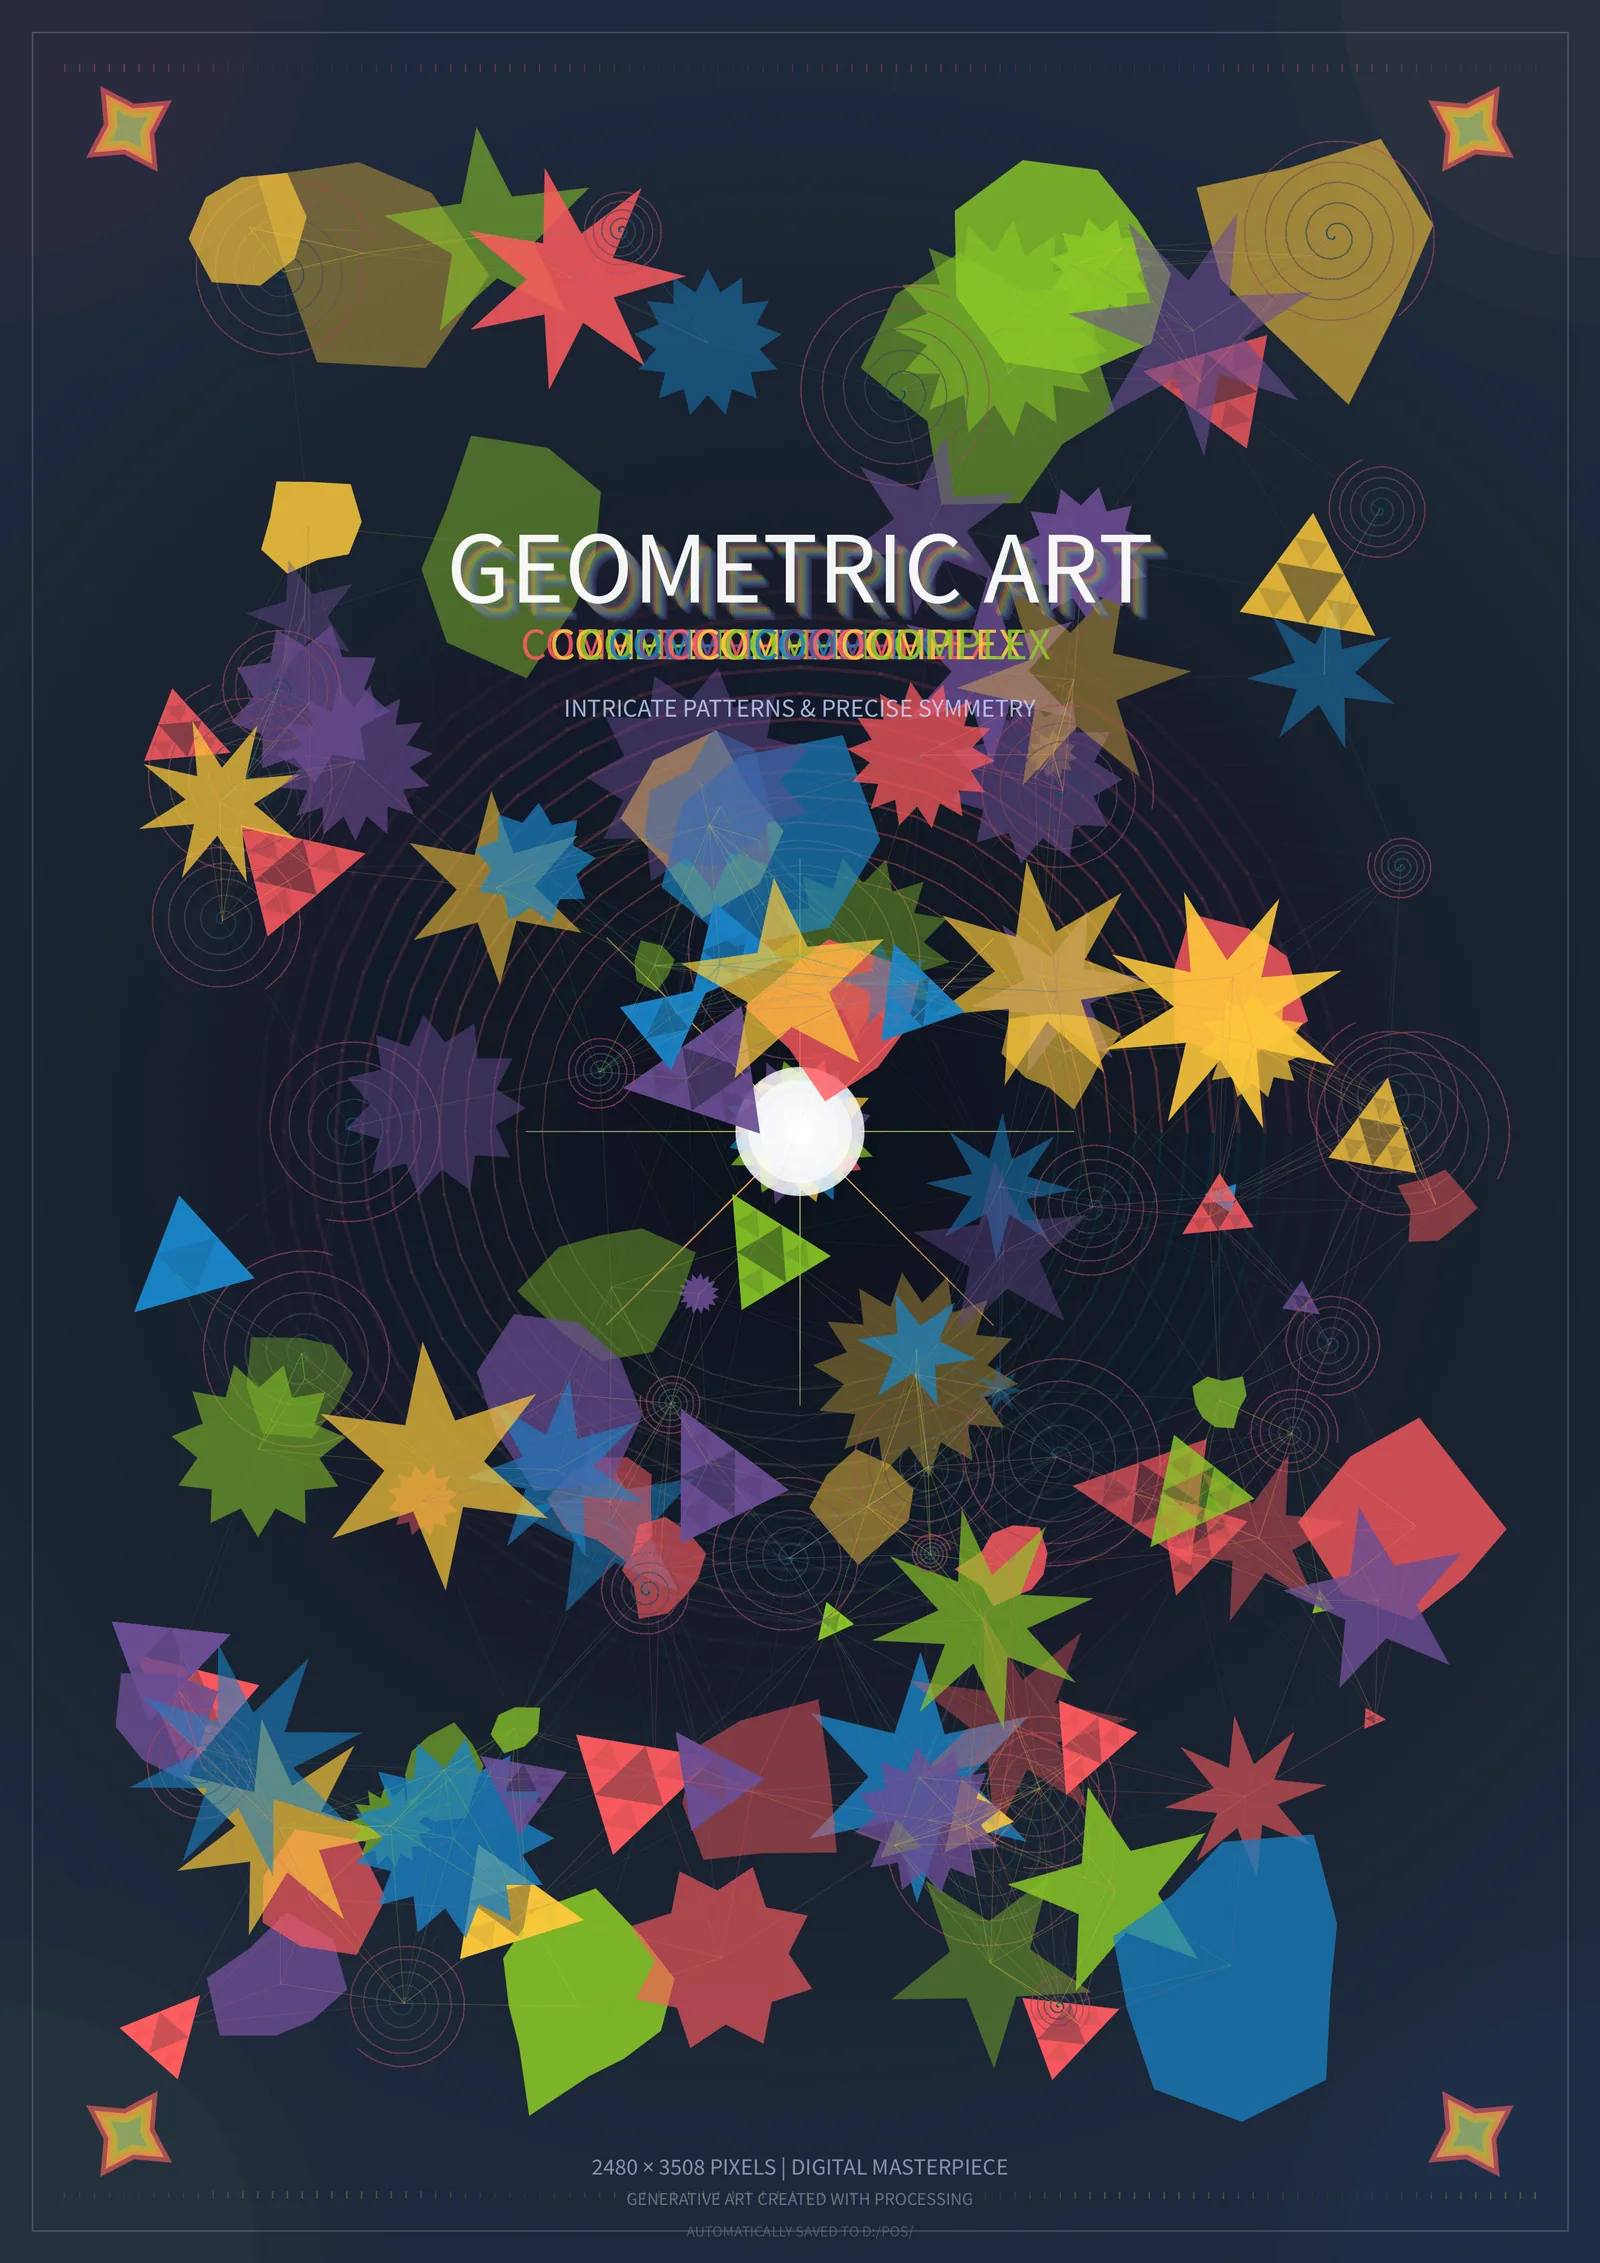 GEOMETRIC ART
COMPLEX
INTRICATE PATTERNS & PRECISE SYMMETRY
2480 × 3508 PIXELS | DIGITAL MASTERPIECE
GENERATIVE ART CREATED WITH PROCESSING
AUTOMATICALLY SAVED TO D:/POS/